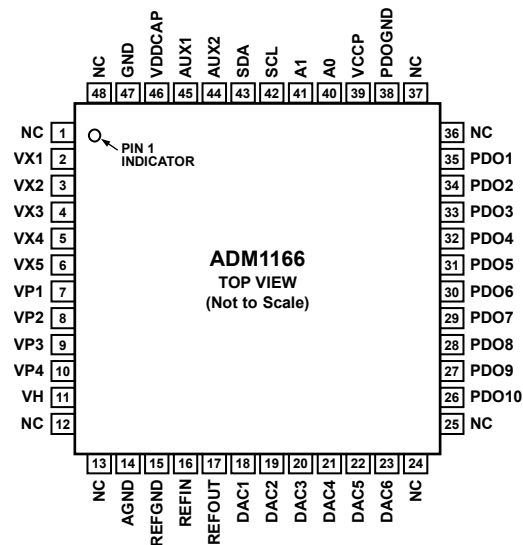 NC GND VDDCAP AUX1 AUX2 SDA SCL A1 A0 VCCP PDOGND NC
48 47 46 45 44 43 42 41 40 39 38 37
NC 1
VX1 2
VX2 3
VX3 4
VX4 5
VX5 6
VP1 7
VP2 8
VP3 9
VP4 10
VH 11
NC 12
PIN 1
INDICATOR
ADM1166
TOP VIEW
(Not to Scale)
36 NC
35 PDO1
34 PDO2
33 PDO3
32 PDO4
31 PDO5
30 PDO6
29 PDO7
28 PDO8
27 PDO9
26 PDO10
25 NC
13 14 15 16 17 18 19 20 21 22 23 24
NC AGND REFGND REFIN REFOUT DAC1 DAC2 DAC3 DAC4 DAC5 DAC6 NC